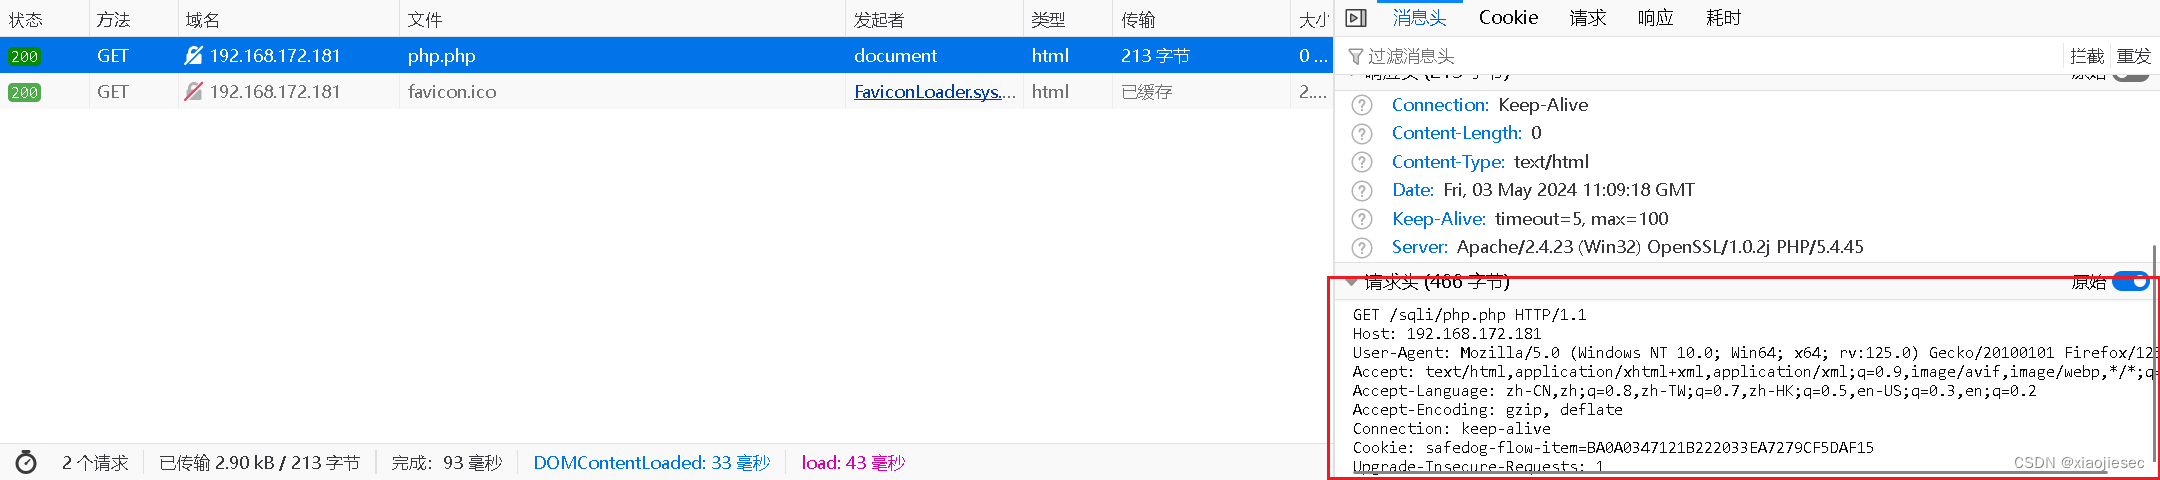 状态 方法 域名 文件 发起者 类型 传输 大小
200 GET 192.168.172.181 php.php document html 213 字节 0 ...
200 GET 192.168.172.181 favicon.ico FaviconLoader.sys.... html 已缓存 2....
2 个请求 已传输 2.90 kB / 213 字节 完成：93 毫秒 DOMContentLoaded: 33 毫秒 load: 43 毫秒
消息头 Cookie 请求 响应 耗时
过滤消息头 拦截 重发
响应头 (213 字节) 原始
Connection: Keep-Alive
Content-Length: 0
Content-Type: text/html
Date: Fri, 03 May 2024 11:09:18 GMT
Keep-Alive: timeout=5, max=100
Server: Apache/2.4.23 (Win32) OpenSSL/1.0.2j PHP/5.4.45
请求头 (466 字节) 原始
GET /sqli/php.php HTTP/1.1
Host: 192.168.172.181
User-Agent: Mozilla/5.0 (Windows NT 10.0; Win64; x64; rv:125.0) Gecko/20100101 Firefox/125
Accept: text/html,application/xhtml+xml,application/xml;q=0.9,image/avif,image/webp,*/*;q=
Accept-Language: zh-CN,zh;q=0.8,zh-TW;q=0.7,zh-HK;q=0.5,en-US;q=0.3,en;q=0.2
Accept-Encoding: gzip, deflate
Connection: keep-alive
Cookie: safedog-flow-item=BA0A0347121B222033EA7279CF5DAF15
Upgrade-Insecure-Requests: 1
CSDN @xiaojiesec